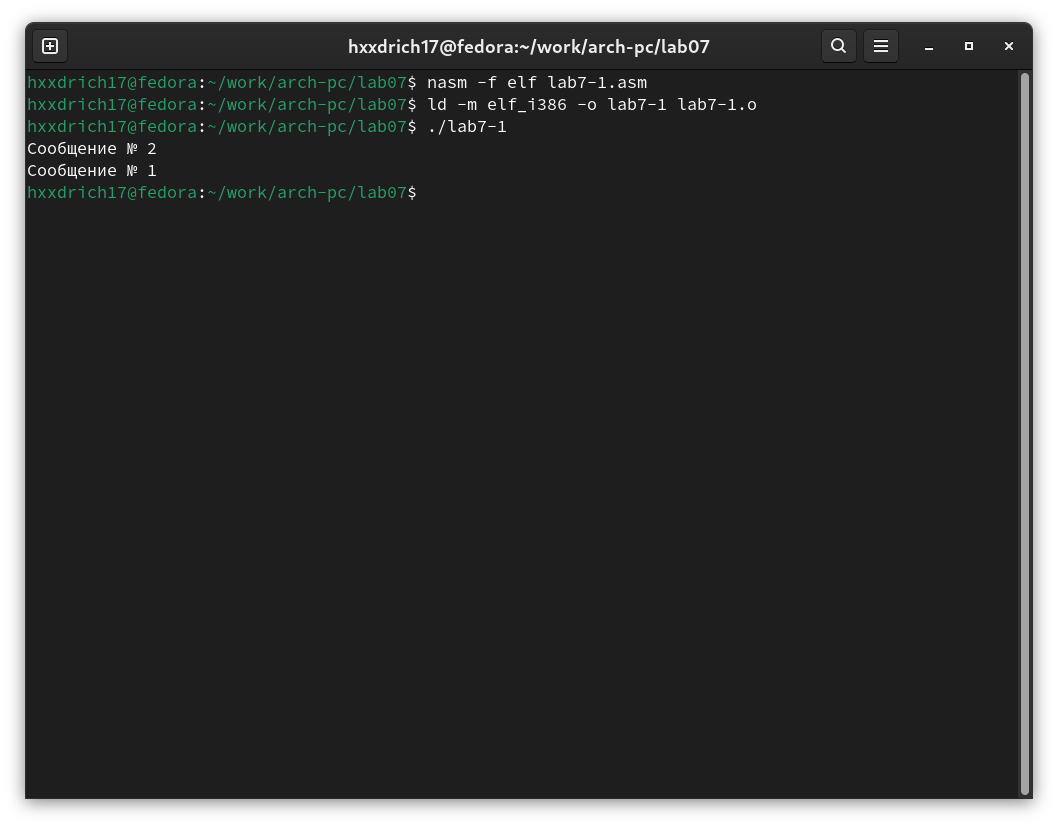 hxxdrich17@fedora:~/work/arch-pc/lab07
hxxdrich17@fedora:~/work/arch-pc/lab07$ nasm -f elf lab7-1.asm
hxxdrich17@fedora:~/work/arch-pc/lab07$ ld -m elf_i386 -o lab7-1 lab7-1.o
hxxdrich17@fedora:~/work/arch-pc/lab07$ ./lab7-1
Сообщение № 2
Сообщение № 1
hxxdrich17@fedora:~/work/arch-pc/lab07$